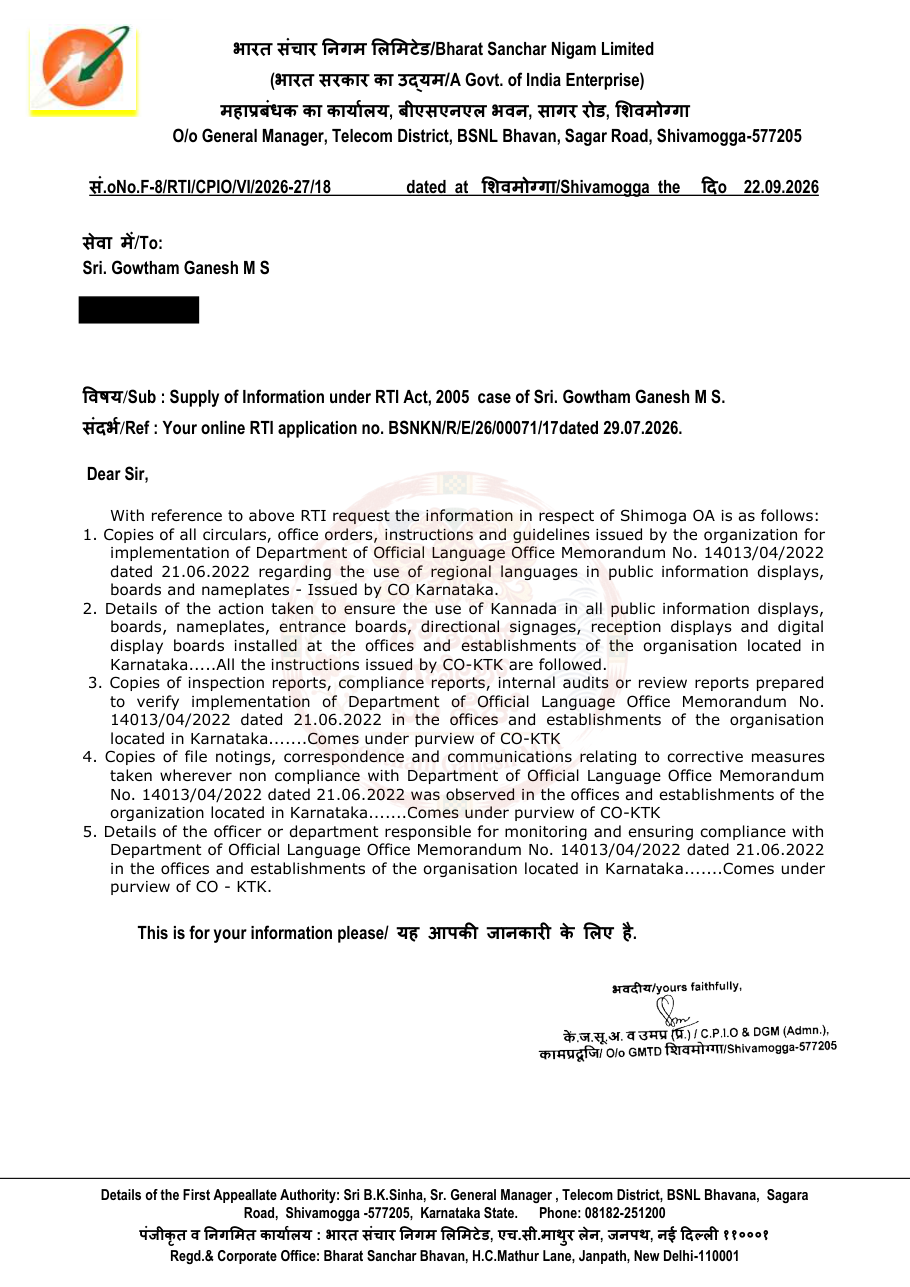 भारत संचार निगम लिमिटेड/Bharat Sanchar Nigam Limited
(भारत सरकार का उद्यम/A Govt. of India Enterprise)
महाप्रबंधक का कार्यालय, बीएसएनएल भवन, सागर रोड, शिवमोग्गा
O/o General Manager, Telecom District, BSNL Bhavan, Sagar Road, Shivamogga-577205
सं.oNo.F-8/RTI/CPIO/VI/2026-27/18 dated at शिवमोग्गा/Shivamogga the दिo 22.09.2026
सेवा में/To:
Sri. Gowtham Ganesh M S
विषय/Sub : Supply of Information under RTI Act, 2005 case of Sri. Gowtham Ganesh M S.
संदर्भ/Ref : Your online RTI application no. BSNKN/R/E/26/00071/17dated 29.07.2026.
Dear Sir,
With reference to above RTI request the information in respect of Shimoga OA is as follows:
1. Copies of all circulars, office orders, instructions and guidelines issued by the organization for
implementation of Department of Official Language Office Memorandum No. 14013/04/2022
dated 21.06.2022 regarding the use of regional languages in public information displays,
boards and nameplates - Issued by CO Karnataka.
2. Details of the action taken to ensure the use of Kannada in all public information displays,
boards, nameplates, entrance boards, directional signages, reception displays and digital
display boards installed at the offices and establishments of the organisation located in
Karnataka.....All the instructions issued by CO-KTK are followed.
3. Copies of inspection reports, compliance reports, internal audits or review reports prepared
to verify implementation of Department of Official Language Office Memorandum No.
14013/04/2022 dated 21.06.2022 in the offices and establishments of the organisation
located in Karnataka.......Comes under purview of CO-KTK
4. Copies of file notings, correspondence and communications relating to corrective measures
taken wherever non compliance with Department of Official Language Office Memorandum
No. 14013/04/2022 dated 21.06.2022 was observed in the offices and establishments of the
organization located in Karnataka.......Comes under purview of CO-KTK
5. Details of the officer or department responsible for monitoring and ensuring compliance with
Department of Official Language Office Memorandum No. 14013/04/2022 dated 21.06.2022
in the offices and establishments of the organisation located in Karnataka.......Comes under
purview of CO - KTK.
This is for your information please/ यह आपकी जानकारी के लिए है.
भवदीय/yours faithfully,
कें.ज.सू.अ. व उमप्र (प्र.) / C.P.I.O & DGM (Admn.),
कामप्रदूजि/ O/o GMTD शिवमोग्गा/Shivamogga-577205
Details of the First Appeallate Authority: Sri B.K.Sinha, Sr. General Manager , Telecom District, BSNL Bhavana, Sagara
Road, Shivamogga -577205, Karnataka State. Phone: 08182-251200
पंजीकृत व निगमित कार्यालय : भारत संचार निगम लिमिटेड, एच.सी.माथुर लेन, जनपथ, नई दिल्ली ११०००१
Regd.& Corporate Office: Bharat Sanchar Bhavan, H.C.Mathur Lane, Janpath, New Delhi-110001